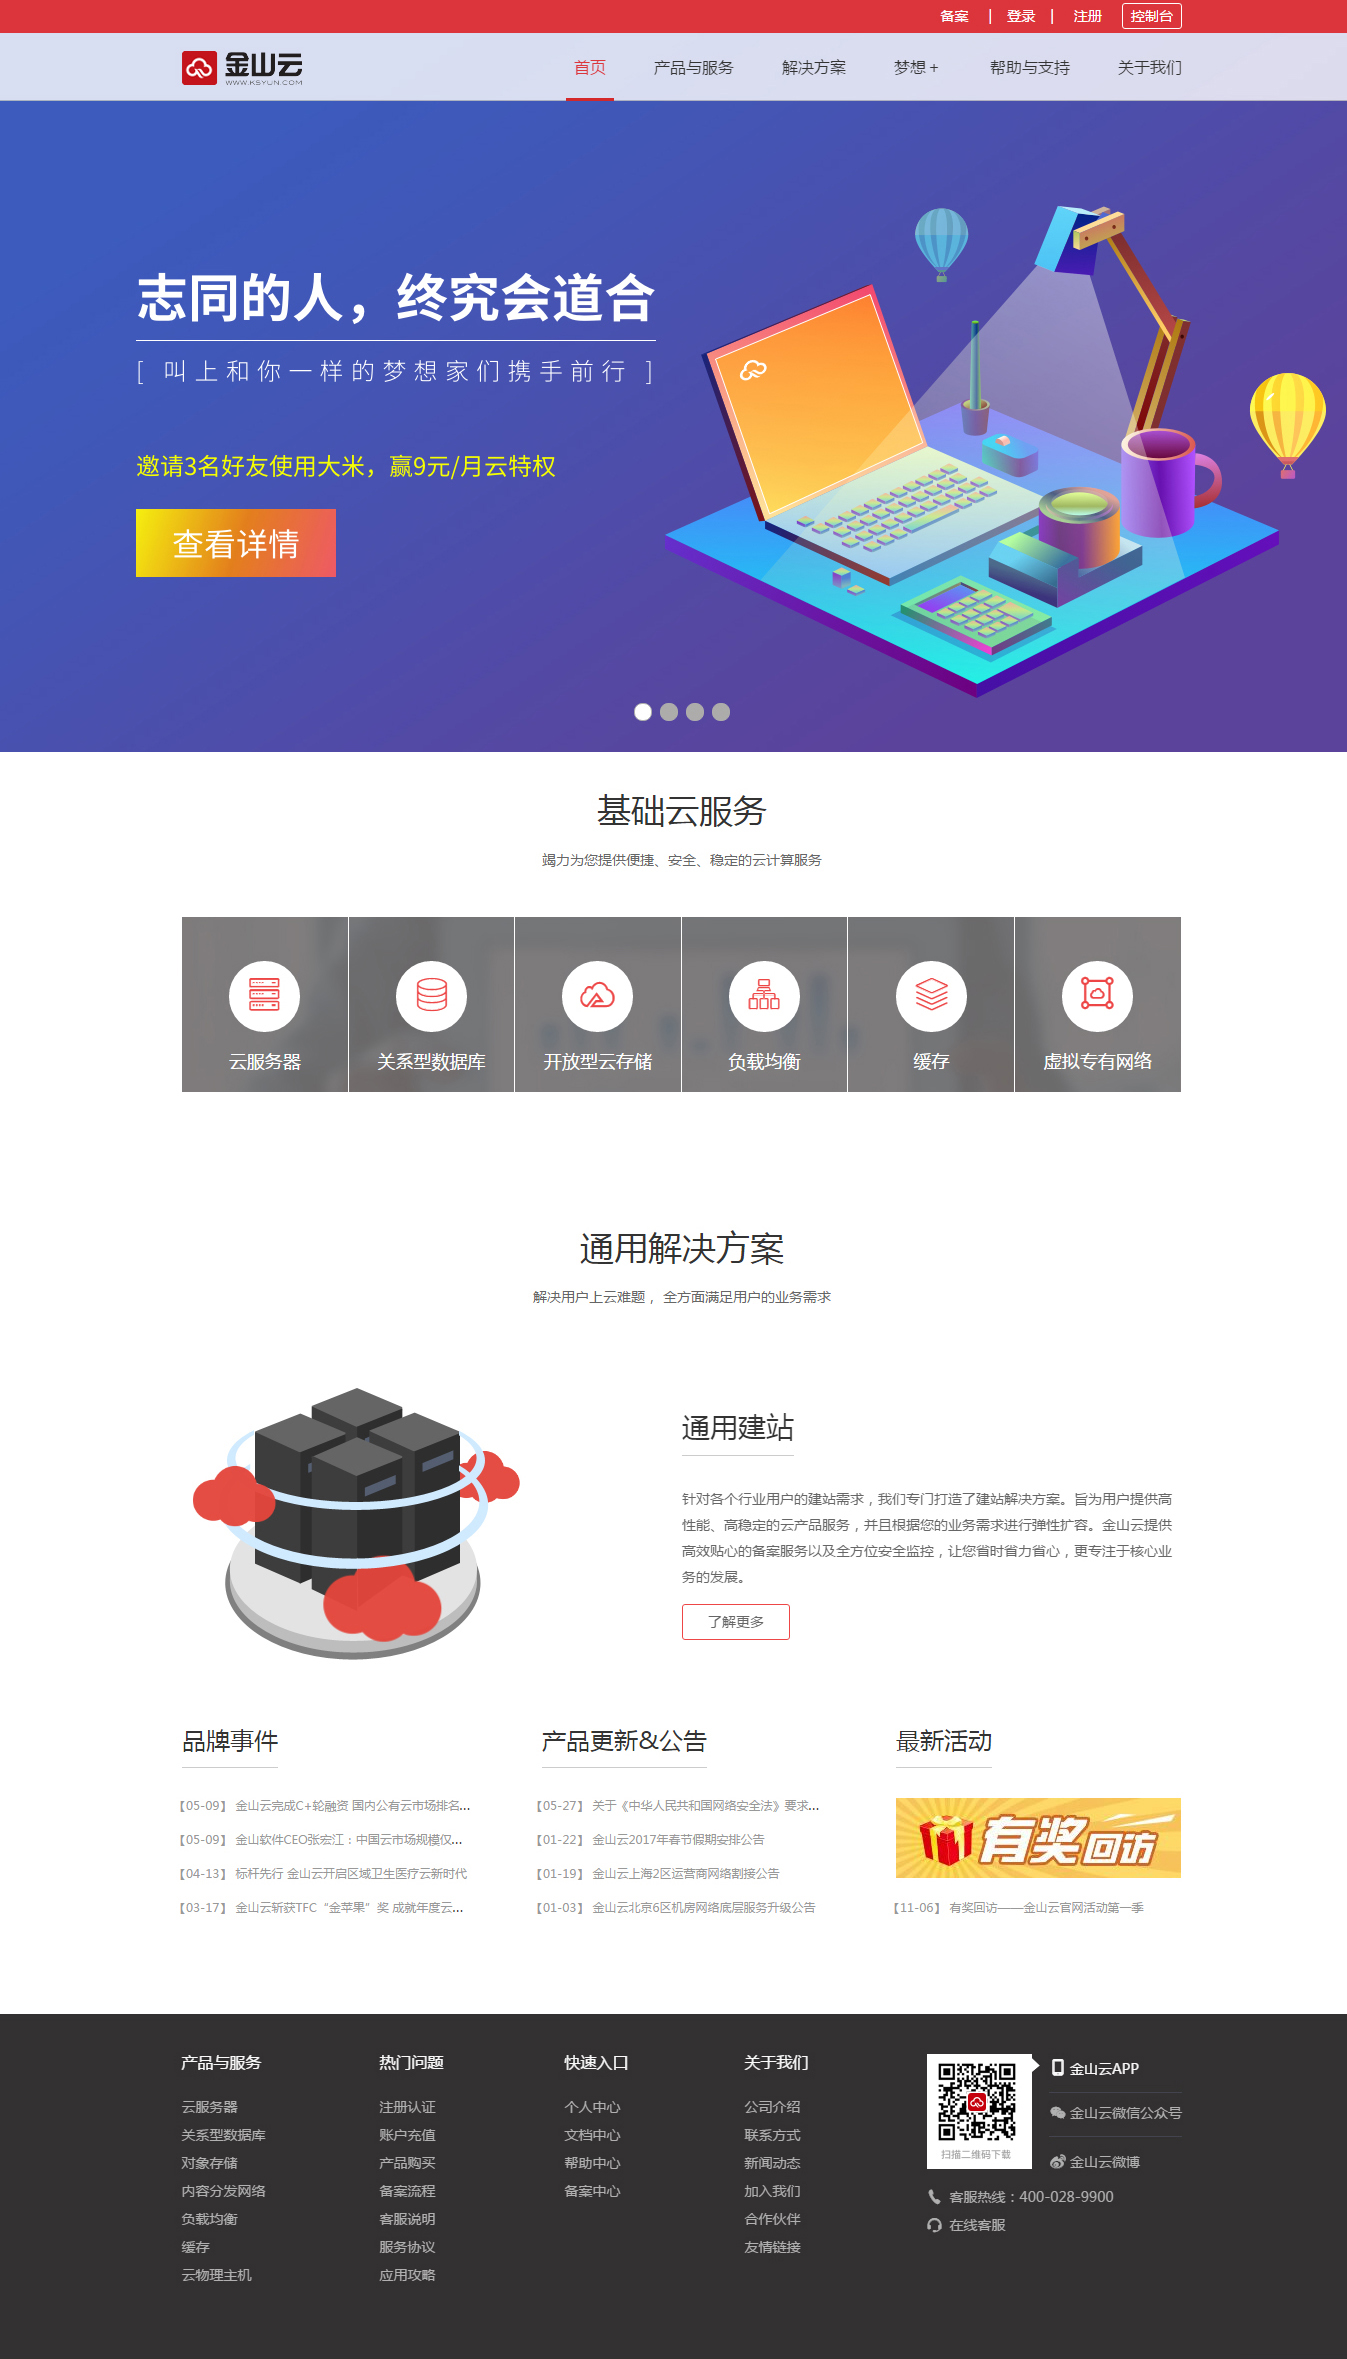 备案 | 登录 | 注册 控制台
金山云
WWW.KSYUN.COM
首页 产品与服务 解决方案 梦想 + 帮助与支持 关于我们
志同的人，终究会道合
[ 叫上和你一样的梦想家们携手前行 ]
邀请3名好友使用大米，赢9元/月云特权
查看详情
基础云服务
竭力为您提供便捷、安全、稳定的云计算服务
云服务器 关系型数据库 开放型云存储 负载均衡 缓存 虚拟专有网络
通用解决方案
解决用户上云难题， 全方面满足用户的业务需求
通用建站
针对各个行业用户的建站需求，我们专门打造了建站解决方案。旨为用户提供高
性能、高稳定的云产品服务，并且根据您的业务需求进行弹性扩容。金山云提供
高效贴心的备案服务以及全方位安全监控，让您省时省力省心，更专注于核心业
务的发展。
了解更多
品牌事件
【05-09】 金山云完成C+轮融资 国内公有云市场排名...
【05-09】 金山软件CEO张宏江：中国云市场规模仅...
【04-13】 标杆先行 金山云开启区域卫生医疗云新时代
【03-17】 金山云斩获TFC“金苹果”奖 成就年度云...
产品更新&公告
【05-27】 关于《中华人民共和国网络安全法》要求...
【01-22】 金山云2017年春节假期安排公告
【01-19】 金山云上海2区运营商网络割接公告
【01-03】 金山云北京6区机房网络底层服务升级公告
最新活动
有奖回访
【11-06】 有奖回访——金山云官网活动第一季
产品与服务
云服务器
关系型数据库
对象存储
内容分发网络
负载均衡
缓存
云物理主机
热门问题
注册认证
账户充值
产品购买
备案流程
客服说明
服务协议
应用攻略
快速入口
个人中心
文档中心
帮助中心
备案中心
关于我们
公司介绍
联系方式
新闻动态
加入我们
合作伙伴
友情链接
扫描二维码下载
金山云APP
金山云微信公众号
金山云微博
客服热线：400-028-9900
在线客服